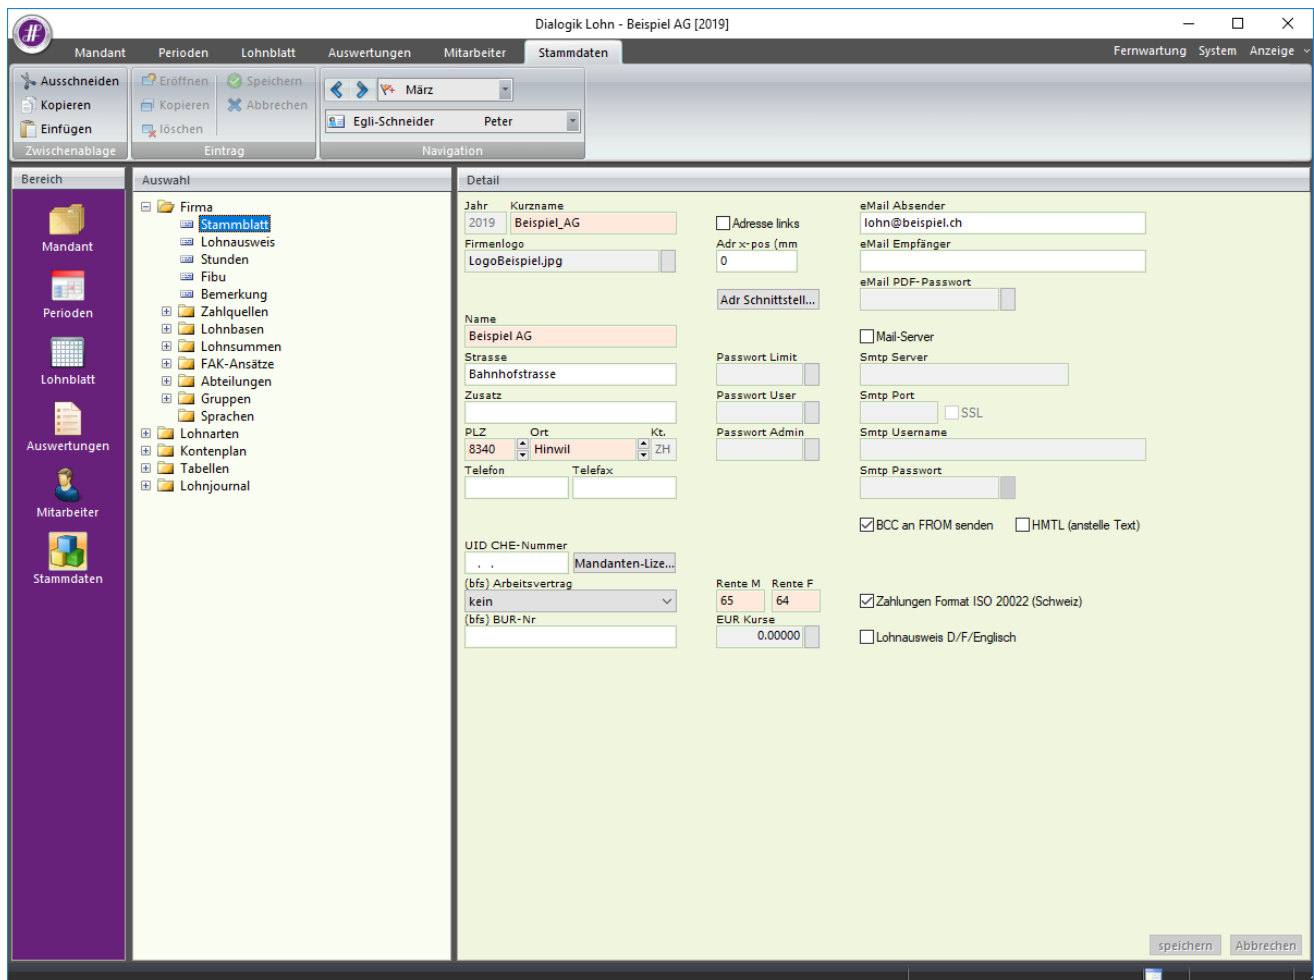 Dialogik Lohn - Beispiel AG [2019]
Mandant Perioden Lohnblatt Auswertungen Mitarbeiter Stammdaten Fernwartung System Anzeige
Ausschneiden Eröffnen Speichern
Kopieren Kopieren Abbrechen März
Einfügen löschen Egli-Schneider Peter
Zwischenablage Eintrag Navigation
Bereich
Mandant
Perioden
Lohnblatt
Auswertungen
Mitarbeiter
Stammdaten
Auswahl
Firma
Stammblatt
Lohnausweis
Stunden
Fibu
Bemerkung
Zahlquellen
Lohnbasen
Lohnsummen
FAK-Ansätze
Abteilungen
Gruppen
Sprachen
Lohnarten
Kontenplan
Tabellen
Lohnjournal
Detail
Jahr Kurzname eMail Absender
2019 Beispiel_AG Adresse links lohn@beispiel.ch
Firmenlogo Adr x-pos (mm eMail Empfänger
LogoBeispiel.jpg 0
eMail PDF-Passwort
Adr Schnittstell...
Name
Beispiel AG Mail-Server
Strasse Passwort Limit Smtp Server
Bahnhofstrasse
Zusatz Passwort User Smtp Port
SSL
PLZ Ort Kt. Passwort Admin Smtp Username
8340 Hinwil ZH
Telefon Telefax Smtp Passwort
BCC an FROM senden HMTL (anstelle Text)
UID CHE-Nummer
. . Mandanten-Lize...
(bfs) Arbeitsvertrag Rente M Rente F
kein 65 64 Zahlungen Format ISO 20022 (Schweiz)
(bfs) BUR-Nr EUR Kurse
0.00000 Lohnausweis D/F/Englisch
speichern Abbrechen